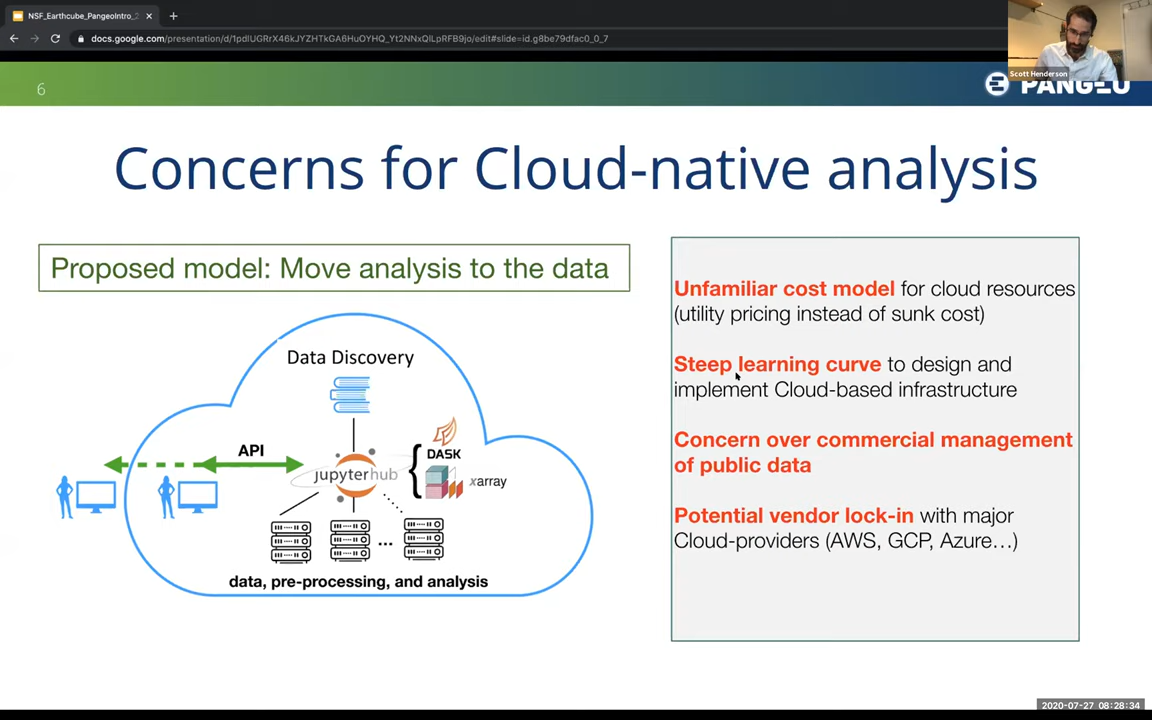 NSF_Earthcube_PangeoIntro_2
docs.google.com/presentation/d/1pdlUGRrX46kJYZHTkGA6HuOYHQ_Yt2NNxQlLpRFB9jo/edit#slide=id.g8be79dfac0_0_7
Scott Henderson
6
PANGEO
Concerns for Cloud-native analysis
Proposed model: Move analysis to the data
Data Discovery
API
DASK
jupyterhub
xarray
...
data, pre-processing, and analysis
Unfamiliar cost model for cloud resources
(utility pricing instead of sunk cost)
Steep learning curve to design and
implement Cloud-based infrastructure
Concern over commercial management
of public data
Potential vendor lock-in with major
Cloud-providers (AWS, GCP, Azure…)
2020-07-27 08:28:34